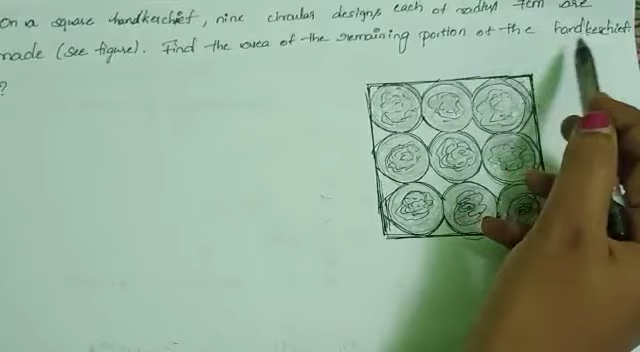 On a square handkerchief, nine circular designs each of radius 7cm are
made (see figure). Find the area of the remaining portion of the handkerchief
?